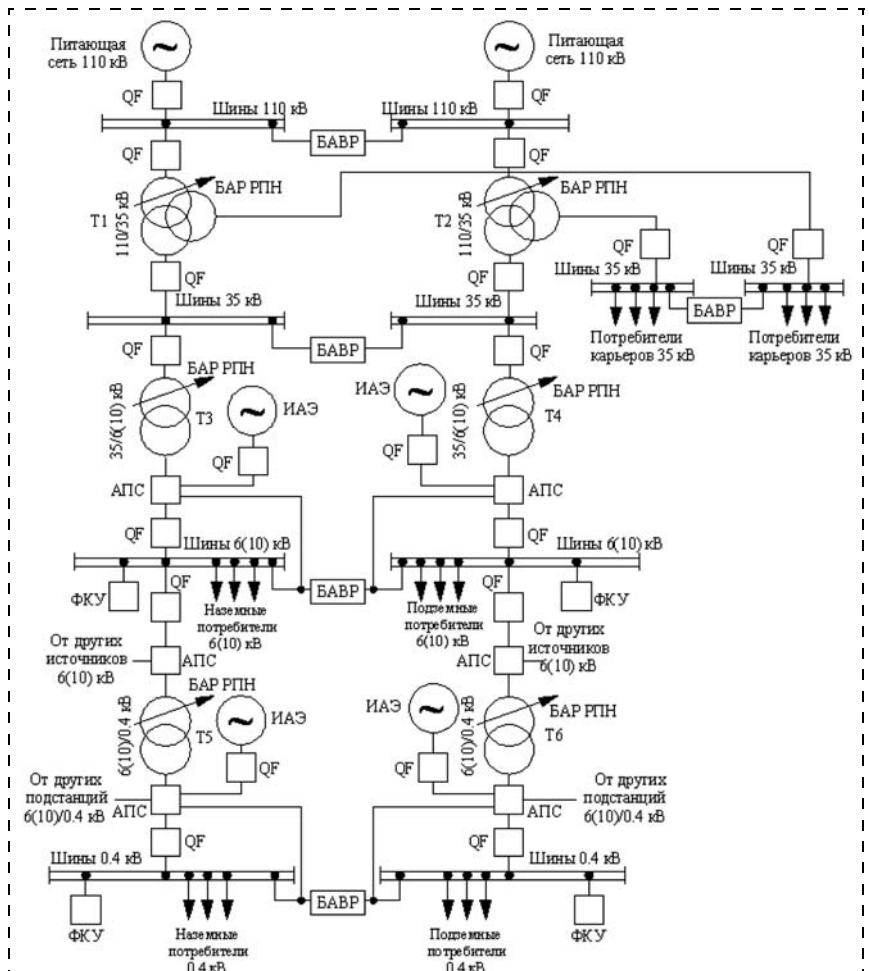 Питающая
сеть 110 кВ
Питающая
сеть 110 кВ
QF
QF
Шины 110 кВ
Шины 110 кВ
БАВР
QF
QF
БАР РПН
БАР РПН
Т1
110/35 кВ
Т2
110/35 кВ
QF
QF
QF
QF
Шины 35 кВ
Шины 35 кВ
Шины 35 кВ
Шины 35 кВ
БАВР
Потребители
карьеров 35 кВ
Потребители
карьеров 35 кВ
БАВР
QF
QF
БАР РПН
БАР РПН
35/6(10) кВ
Т3
ИАЭ
ИАЭ
35/6(10) кВ
Т4
QF
QF
АПС
АПС
QF
QF
Шины 6(10) кВ
Шины 6(10) кВ
QF
QF
БАВР
ФКУ
ФКУ
Наземные
потребители
6(10) кВ
Подземные
потребители
6(10) кВ
От других
источников
6(10) кВ
От других
источников
6(10) кВ
АПС
АПС
БАР РПН
БАР РПН
6(10)/0.4 кВ
Т5
ИАЭ
ИАЭ
6(10)/0.4 кВ
Т6
QF
QF
От других
подстанций
6(10)/0.4 кВ
От других
подстанций
6(10)/0.4 кВ
АПС
АПС
QF
QF
Шины 0.4 кВ
Шины 0.4 кВ
БАВР
ФКУ
ФКУ
Наземные
потребители
0.4 кВ
Подземные
потребители
0.4 кВ